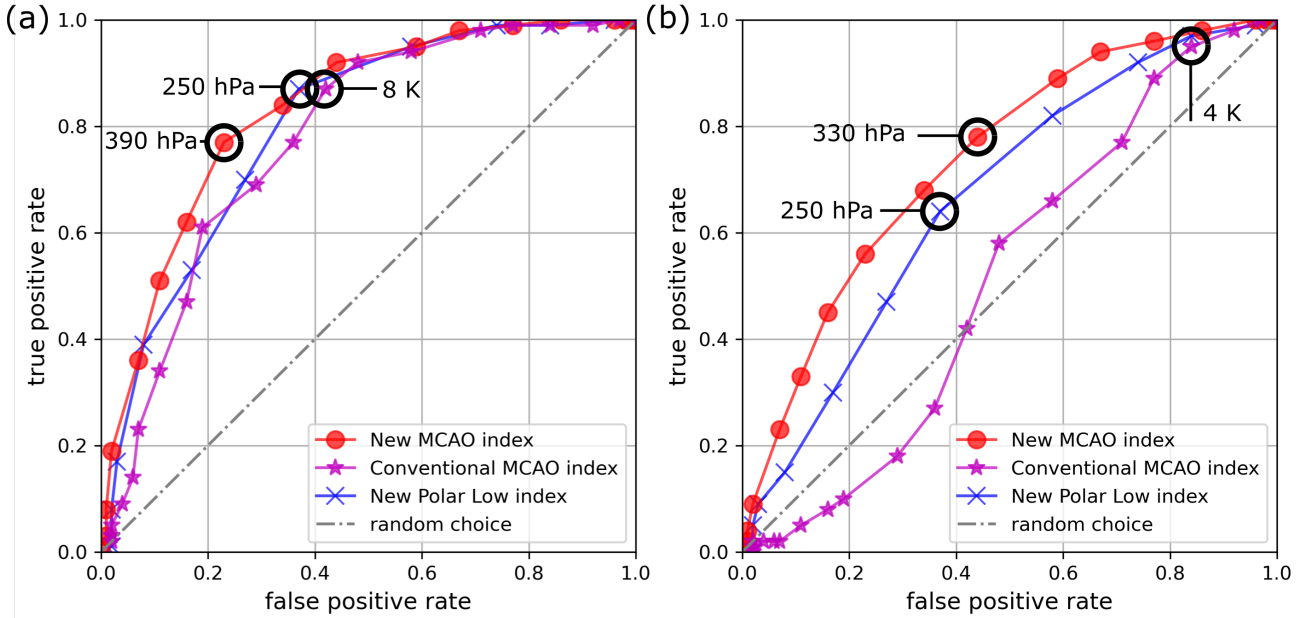 (a)
1.0
0.8
0.6
0.4
0.2
0.0
true positive rate
250 hPa
8 K
390 hPa
New MCAO index
Conventional MCAO index
New Polar Low index
random choice
0.0 0.2 0.4 0.6 0.8 1.0
false positive rate
(b)
1.0
0.8
0.6
0.4
0.2
0.0
true positive rate
4 K
330 hPa
250 hPa
New MCAO index
Conventional MCAO index
New Polar Low index
random choice
0.0 0.2 0.4 0.6 0.8 1.0
false positive rate